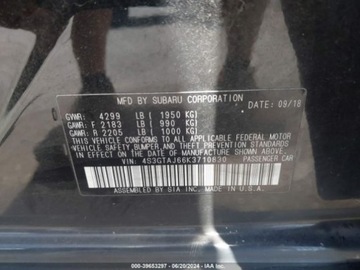 MFD BY SUBARU CORPORATION DATE: 09/18
GVWR: 4299 LB ( 1950 KG)
GAWR: F 2183 LB ( 990 KG)
GAWR: R 2205 LB ( 1000 KG)
THIS VEHICLE CONFORMS TO ALL APPLICABLE FEDERAL MOTOR
VEHICLE SAFETY, BUMPER, AND THEFT PREVENTION STANDARDS
IN EFFECT ON THE DATE OF MANUFACTURE SHOWN ABOVE.
VIN: 4S3GTAJ66K3710830 PASSENGER CAR
ASSEMBLED BY SIA INC. MADE IN U.S.A.
000-39653297 - 06/20/2024 - IAAI.COM